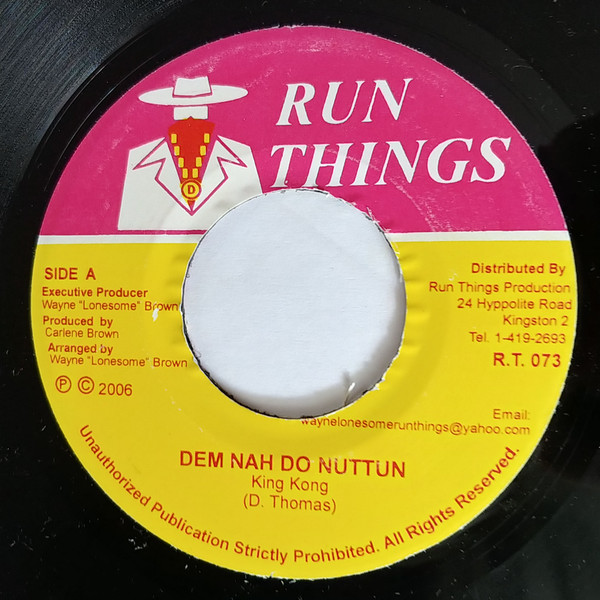 RUN
THINGS
D
SIDE A
Executive Producer
Wayne "Lonesome" Brown
Produced by
Carlene Brown
Arranged by
Wayne "Lonesome" Brown
Ⓟ © 2006
Distributed By
Run Things Production
24 Hyppolite Road
Kingston 2
Tel. 1-419-2693
R.T. 073
Email:
waynelonesomerunthings@yahoo.com
DEM NAH DO NUTTUN
King Kong
(D. Thomas)
Unauthorized Publication Strictly Prohibited. All Rights Reserved.